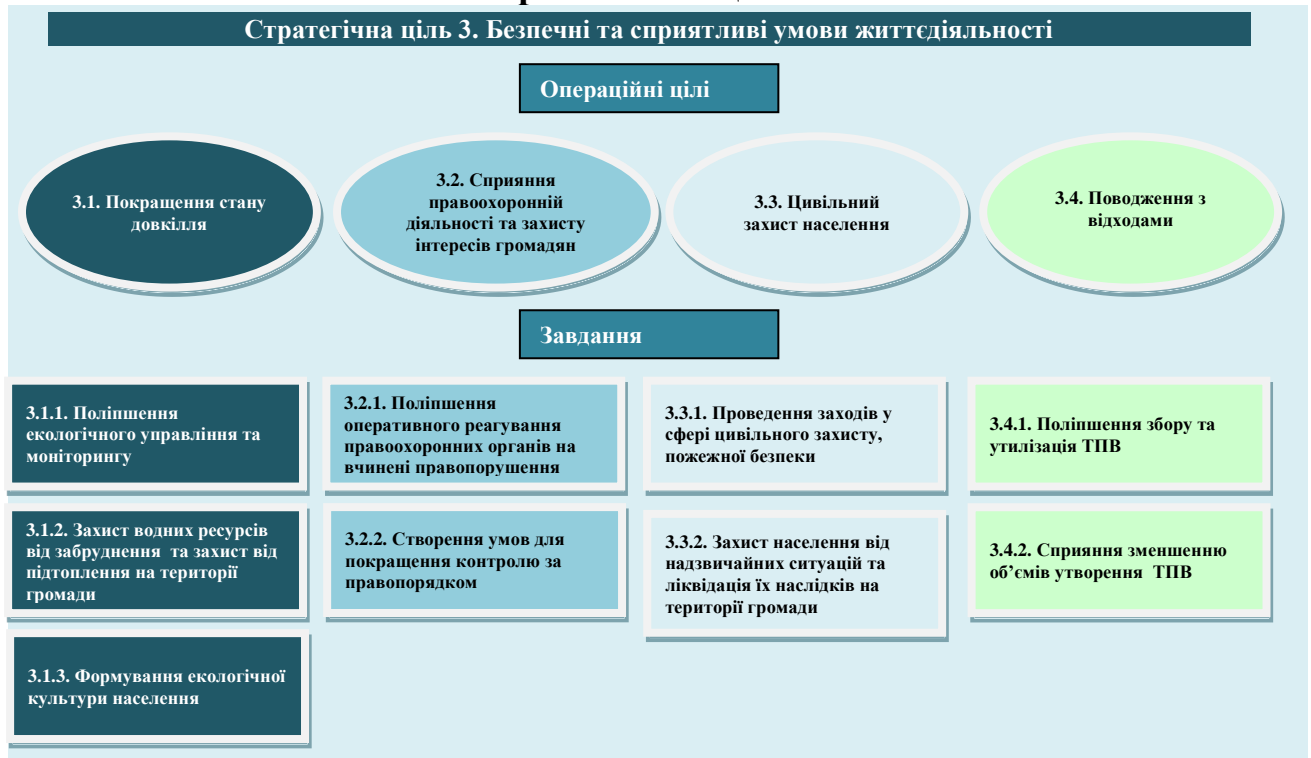 Стратегічна ціль 3. Безпечні та сприятливі умови життєдіяльності
Операційні цілі
3.1. Покращення стану
довкілля
3.2. Сприяння
правоохоронній
діяльності та захисту
інтересів громадян
3.3. Цивільний
захист населення
3.4. Поводження з
відходами
Завдання
3.1.1. Поліпшення
екологічного управління та
моніторингу
3.2.1. Поліпшення
оперативного реагування
правоохоронних органів на
вчинені правопорушення
3.3.1. Проведення заходів у
сфері цивільного захисту,
пожежної безпеки
3.4.1. Поліпшення збору та
утилізація ТПВ
3.1.2. Захист водних ресурсів
від забруднення та захист від
підтоплення на території
громади
3.2.2. Створення умов для
покращення контролю за
правопорядком
3.3.2. Захист населення від
надзвичайних ситуацій та
ліквідація їх наслідків на
території громади
3.4.2. Сприяння зменшенню
об’ємів утворення ТПВ
3.1.3. Формування екологічної
культури населення